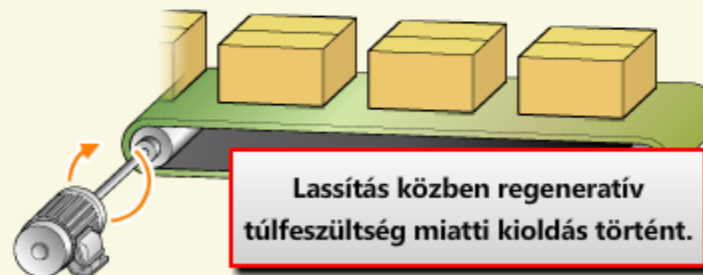 Lassítás közben regeneratív
túlfeszültség miatti kioldás történt.